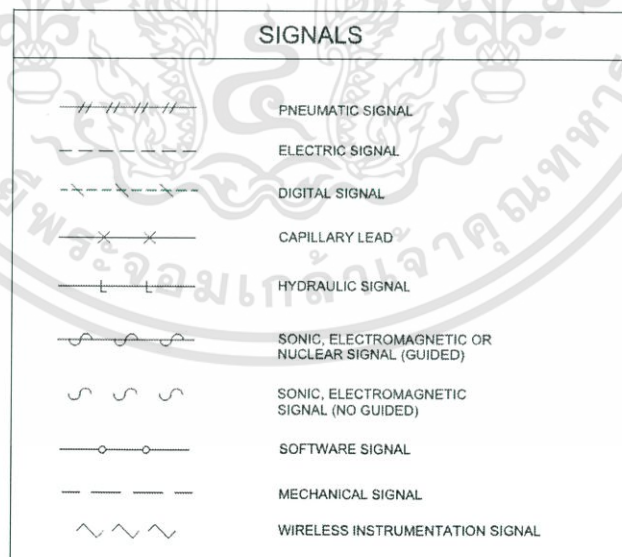 SIGNALS
PNEUMATIC SIGNAL
ELECTRIC SIGNAL
DIGITAL SIGNAL
CAPILLARY LEAD
HYDRAULIC SIGNAL
SONIC, ELECTROMAGNETIC OR
NUCLEAR SIGNAL (GUIDED)
SONIC, ELECTROMAGNETIC
SIGNAL (NO GUIDED)
SOFTWARE SIGNAL
MECHANICAL SIGNAL
WIRELESS INSTRUMENTATION SIGNAL